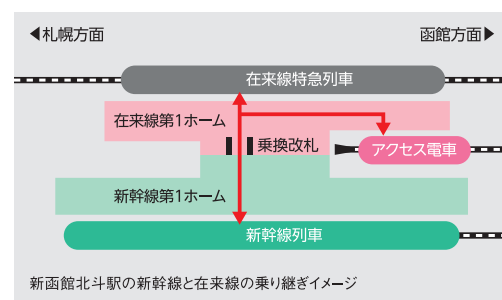 ◀札幌方面
函館方面▶
在来線特急列車
在来線第1ホーム
乗換改札
アクセス電車
新幹線第1ホーム
新幹線列車
新函館北斗駅の新幹線と在来線の乗り継ぎイメージ